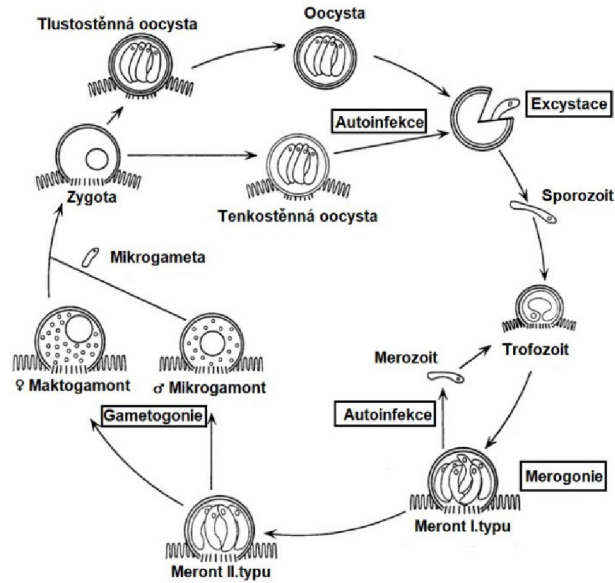 Tlustostěnná oocysta
Oocysta
Autoinfekce
Excystace
Zygota
Tenkostěnná oocysta
Sporozoit
Mikrogameta
Merozoit
Trofozoit
♀ Maktogamont
♂ Mikrogamont
Gametogonie
Autoinfekce
Merogonie
Meront I.typu
Meront II.typu